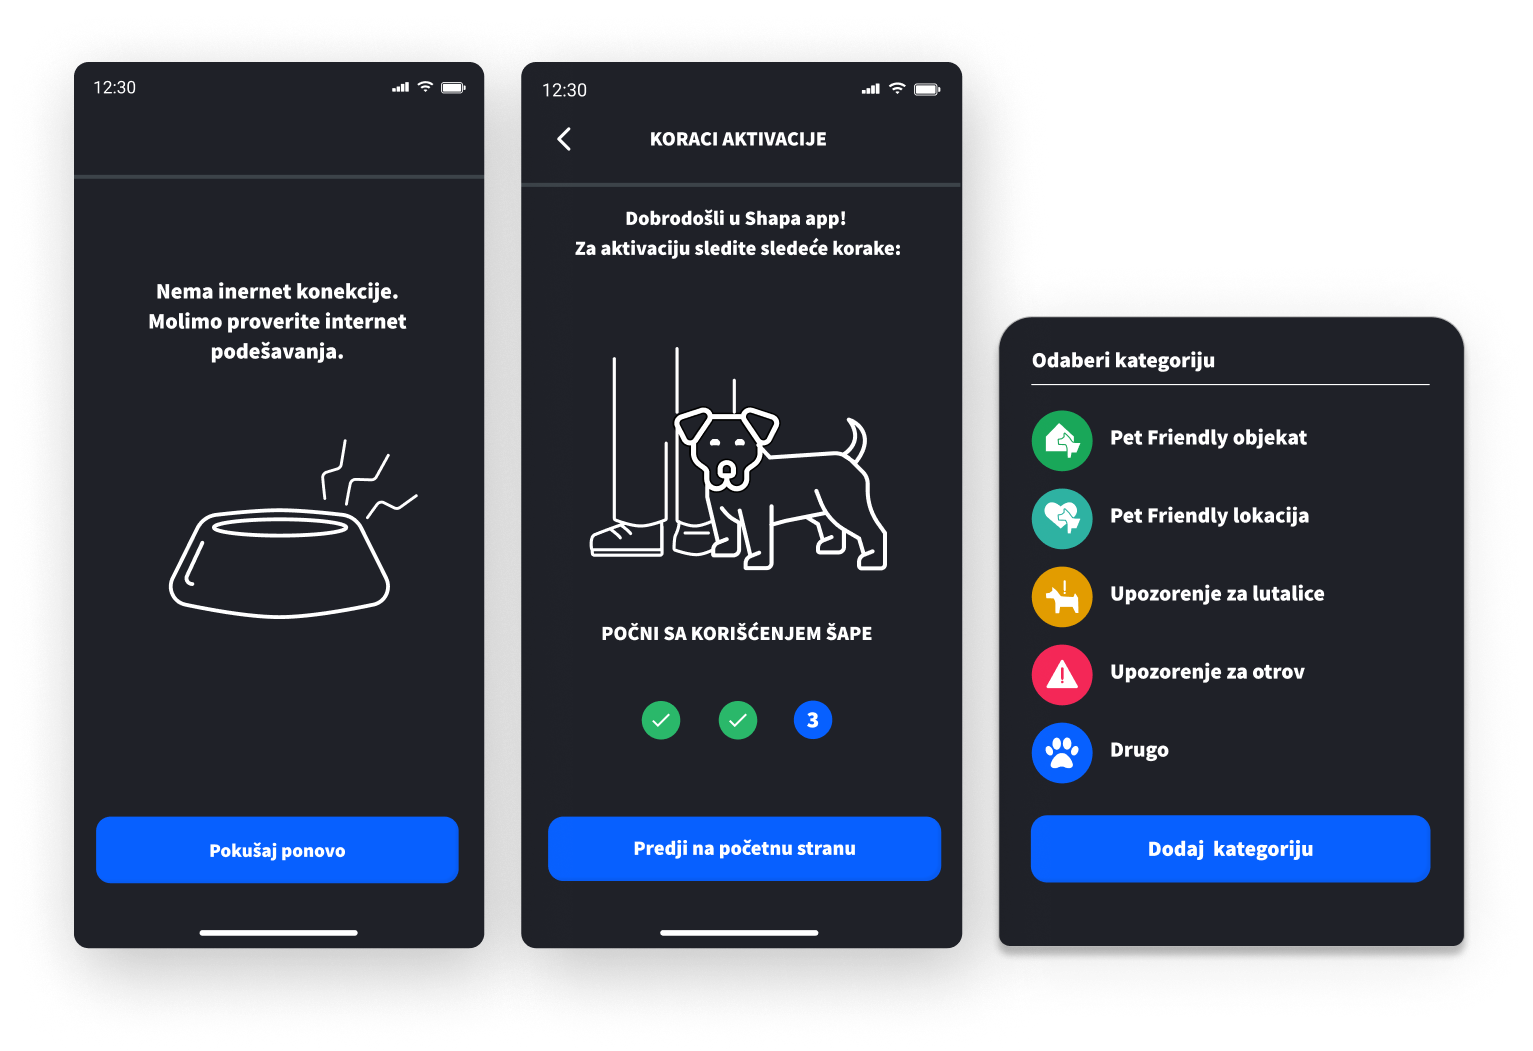 12:30
Nema inernet konekcije.
Molimo proverite internet
podešavanja.
Pokušaj ponovo
12:30
KORACI AKTIVACIJE
Dobrodošli u Shapa app!
Za aktivaciju sledite sledeće korake:
POČNI SA KORIŠĆENJEM ŠAPE
3
Predji na početnu stranu
Odaberi kategoriju
Pet Friendly objekat
Pet Friendly lokacija
Upozorenje za lutalice
Upozorenje za otrov
Drugo
Dodaj kategoriju